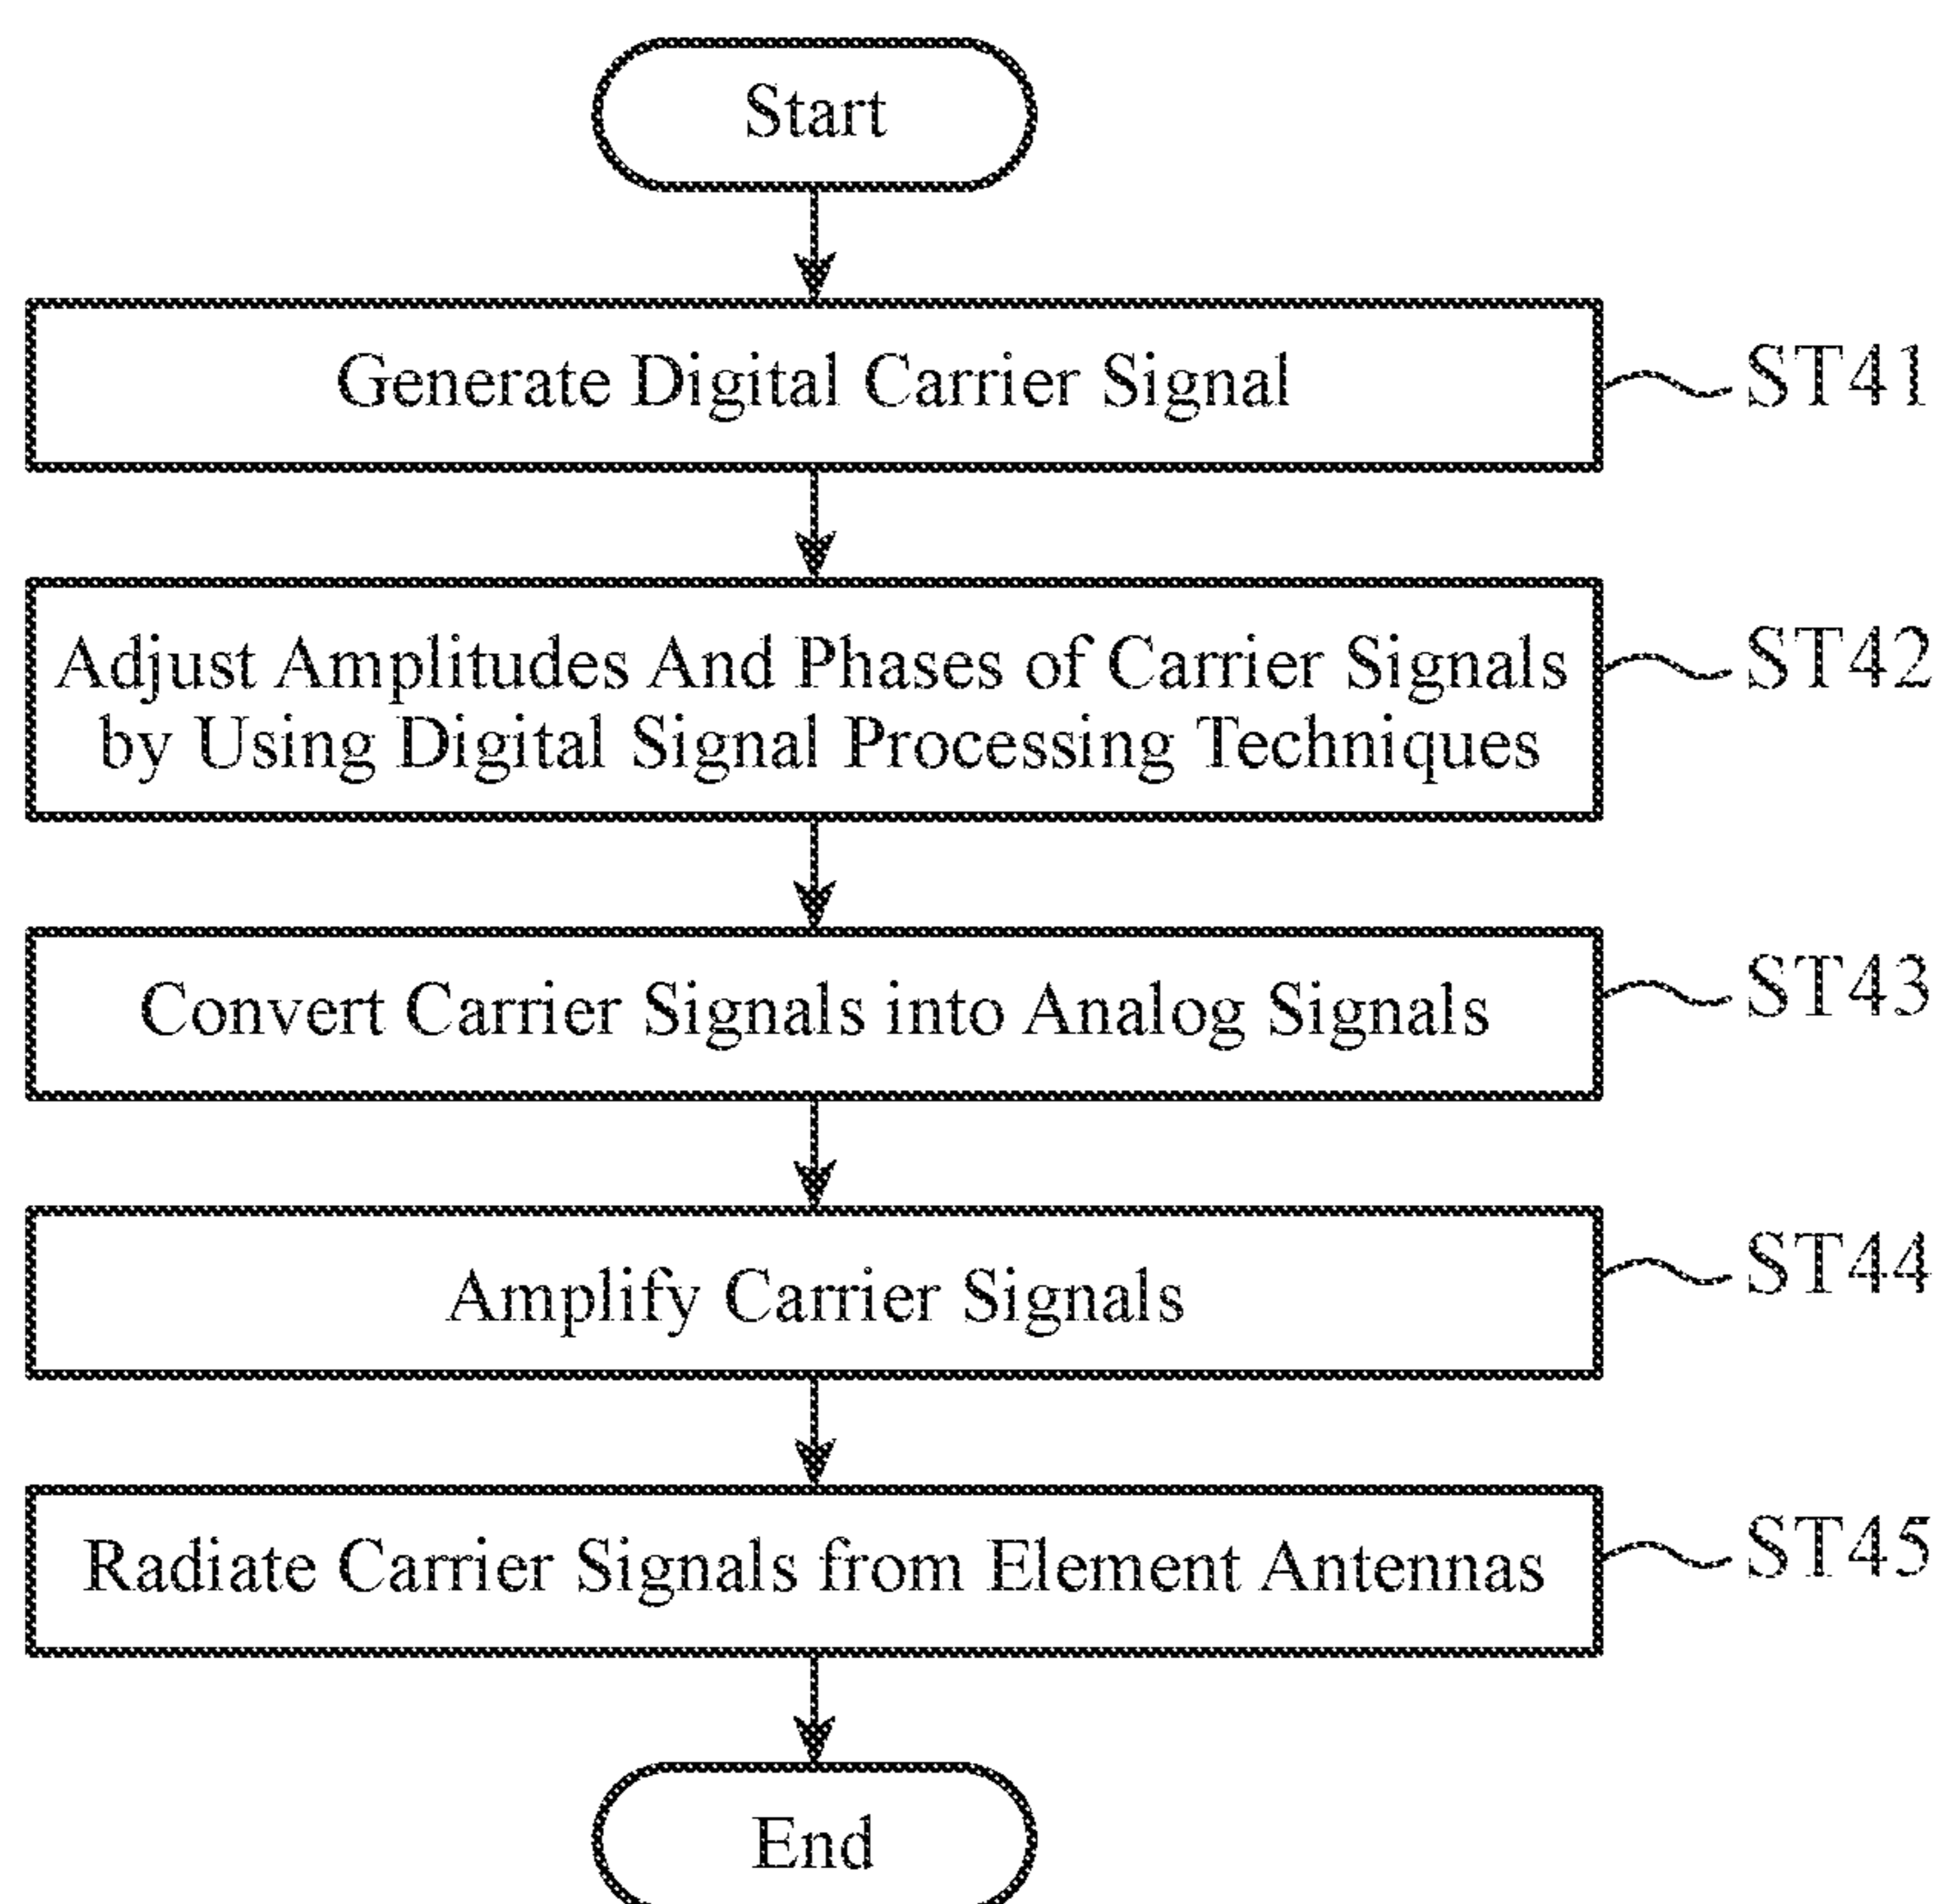 Start
Generate Digital Carrier Signal
ST41
Adjust Amplitudes And Phases of Carrier Signals
by Using Digital Signal Processing Techniques
ST42
Convert Carrier Signals into Analog Signals
ST43
Amplify Carrier Signals
ST44
Radiate Carrier Signals from Element Antennas
ST45
End